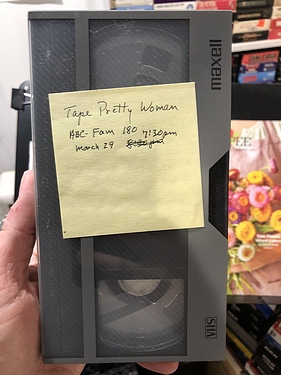 Tape Pretty Woman
ABC-Fam 180 7:30pm
March 29
maxell
VHS